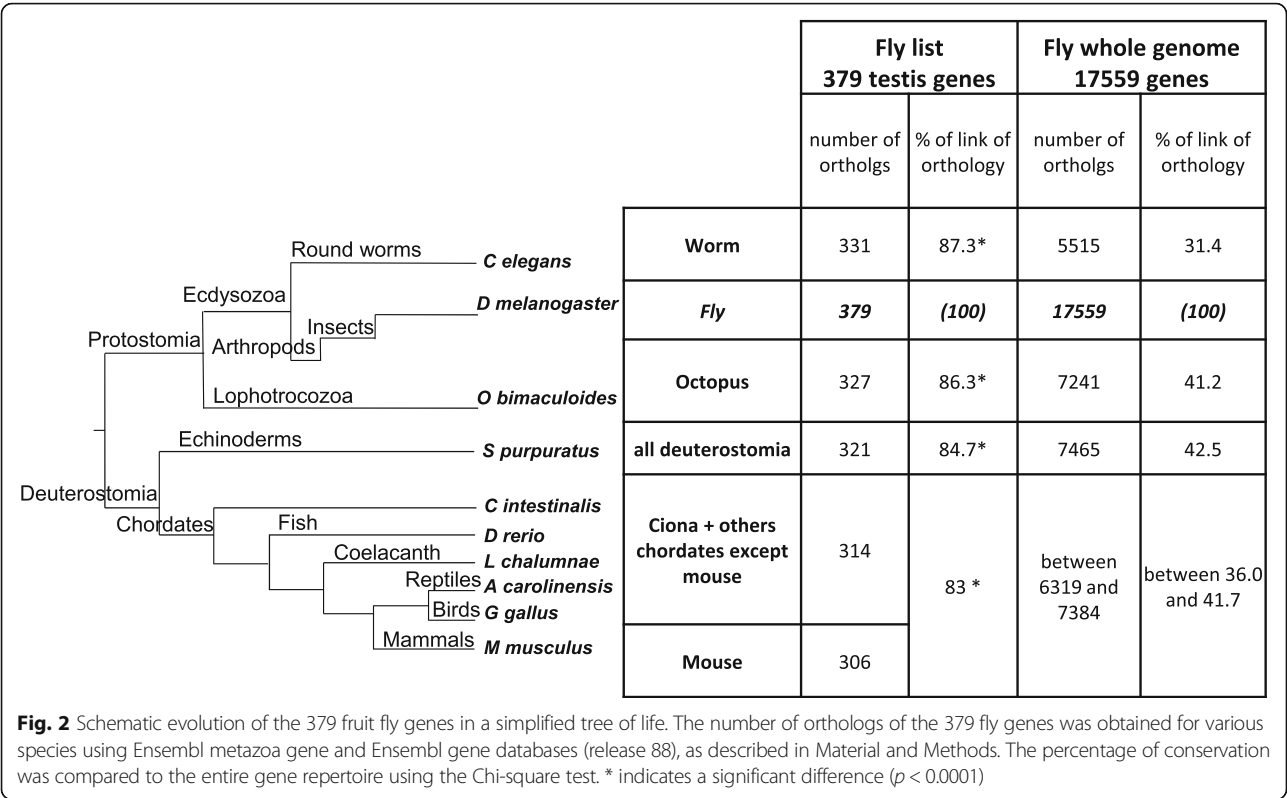 Fly list
379 testis genes
Fly whole genome
17559 genes
number of
ortholgs
% of link of
orthology
number of
ortholgs
% of link of
orthology
Round worms
C elegans
Worm
331
87.3*
5515
31.4
Ecdysozoa
D melanogaster
Fly
379
(100)
17559
(100)
Insects
Protostomia
Arthropods
Octopus
327
86.3*
7241
41.2
Lophotrocozoa
O bimaculoides
Echinoderms
S purpuratus
all deuterostomia
321
84.7*
7465
42.5
Deuterostomia
C intestinalis
Chordates
Fish
D rerio
Coelacanth
L chalumnae
Reptiles
A carolinensis
Birds
G gallus
Mammals
M musculus
Ciona + others
chordates except
mouse
314
83 *
between
6319 and
7384
between 36.0
and 41.7
Mouse
306
Fig. 2 Schematic evolution of the 379 fruit fly genes in a simplified tree of life. The number of orthologs of the 379 fly genes was obtained for various
species using Ensembl metazoa gene and Ensembl gene databases (release 88), as described in Material and Methods. The percentage of conservation
was compared to the entire gene repertoire using the Chi-square test. * indicates a significant difference (p < 0.0001)